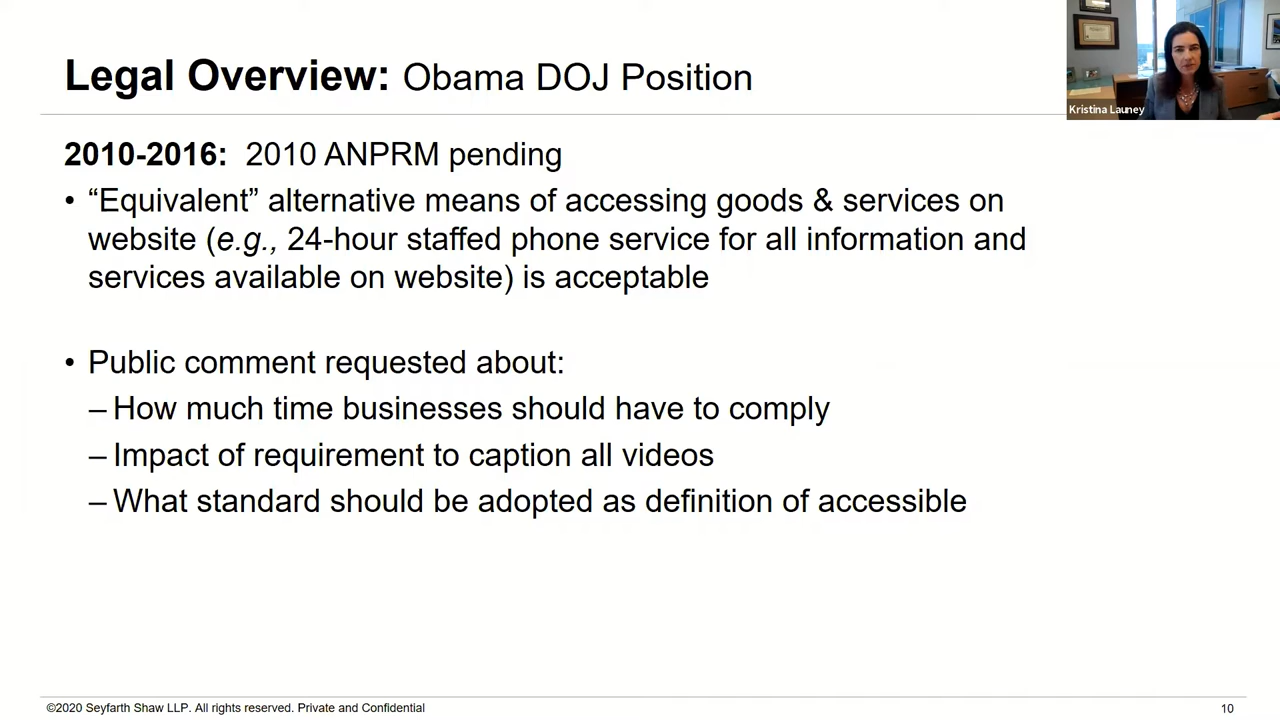 Legal Overview: Obama DOJ Position
Kristina Launey
2010-2016: 2010 ANPRM pending
• “Equivalent” alternative means of accessing goods & services on
website (e.g., 24-hour staffed phone service for all information and
services available on website) is acceptable
• Public comment requested about:
– How much time businesses should have to comply
– Impact of requirement to caption all videos
– What standard should be adopted as definition of accessible
©2020 Seyfarth Shaw LLP. All rights reserved. Private and Confidential
10